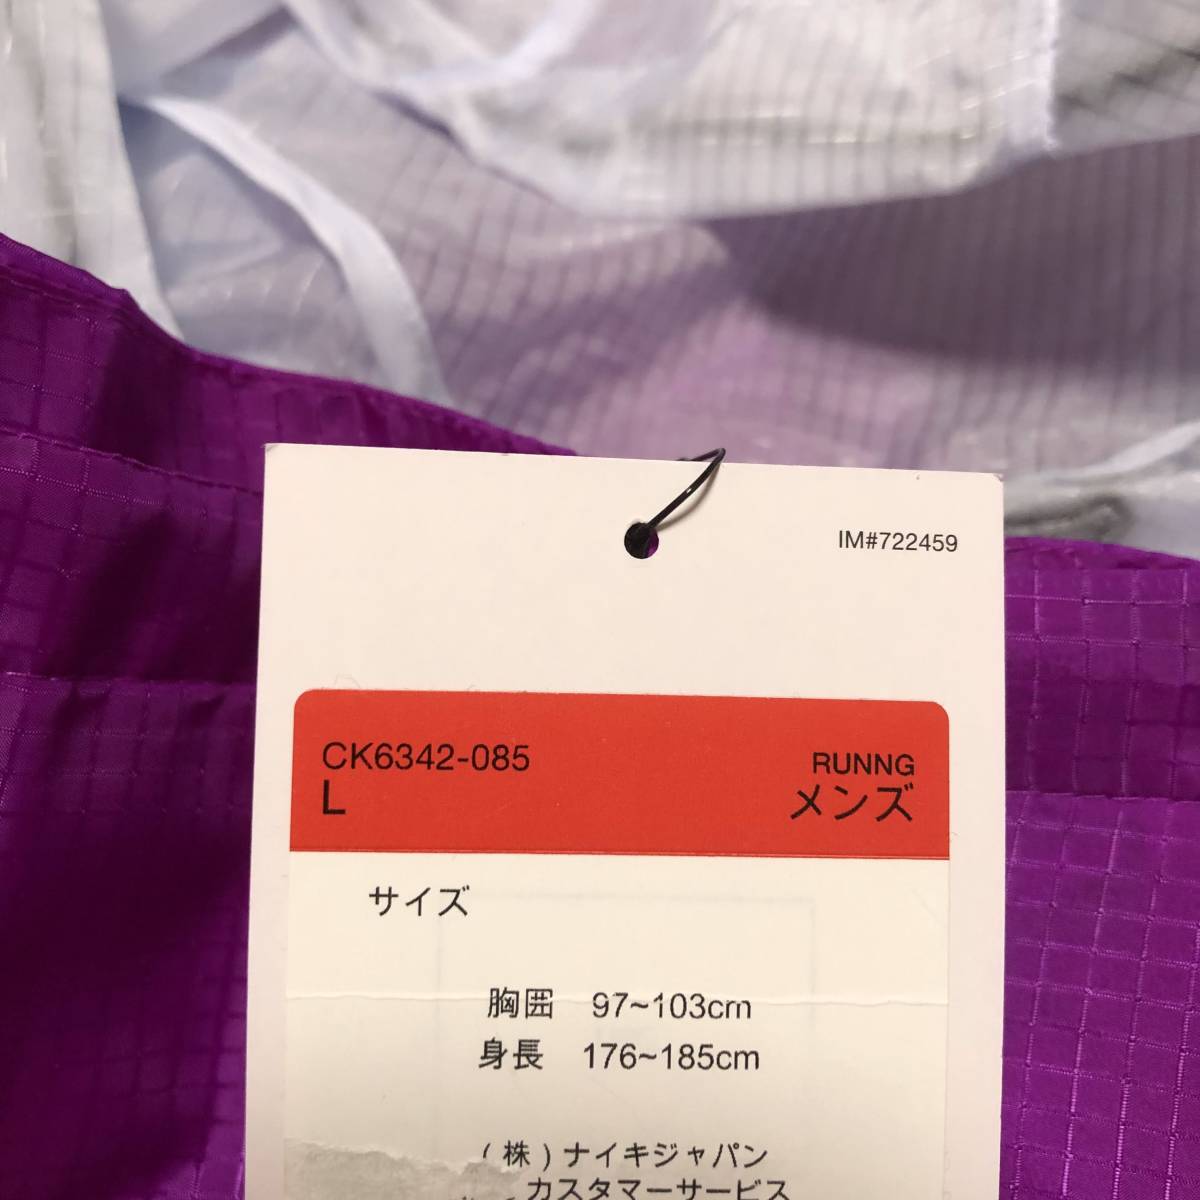 IM#722459
CK6342-085
RUNNG
L
メンズ
サイズ
胸囲 97~103cm
身長 176~185cm
(株)ナイキジャパン
カスタマーサービス